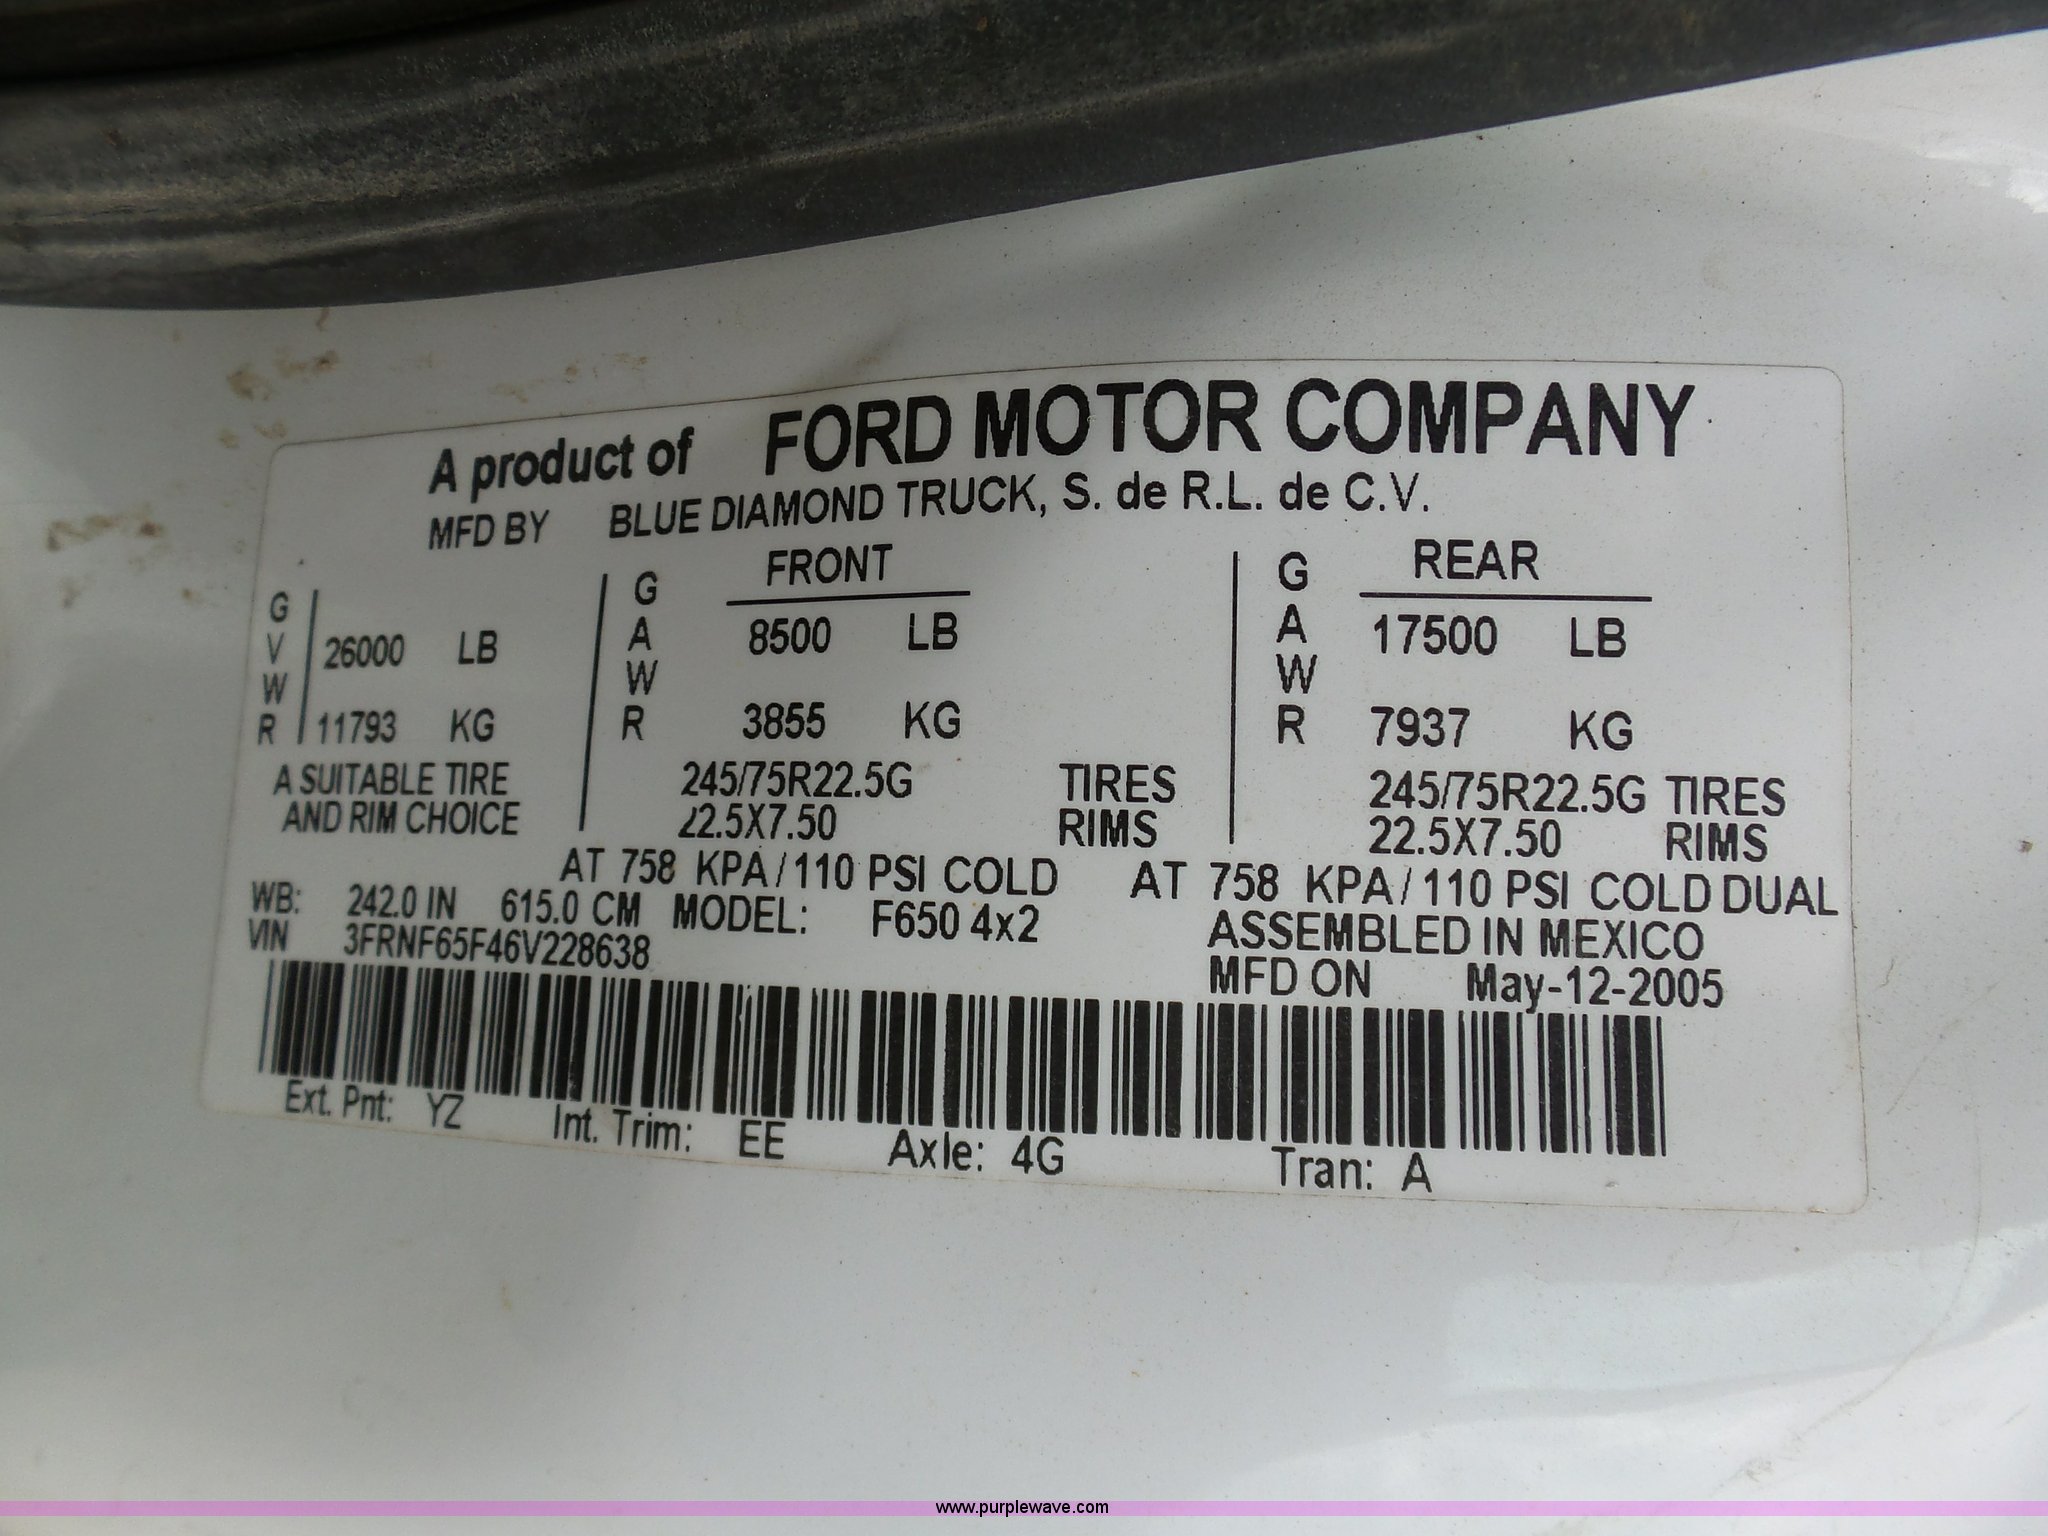 A product of FORD MOTOR COMPANY
MFD BY BLUE DIAMOND TRUCK, S. de R.L. de C.V.
GVWR 26000 LB
11793 KG
GAWR FRONT
8500 LB
3855 KG
GAWR REAR
17500 LB
7937 KG
A SUITABLE TIRE
AND RIM CHOICE
245/75R22.5G TIRES
22.5X7.50 RIMS
245/75R22.5G TIRES
22.5X7.50 RIMS
AT 758 KPA/110 PSI COLD
AT 758 KPA/110 PSI COLD DUAL
WB: 242.0 IN 615.0 CM MODEL: F650 4x2
ASSEMBLED IN MEXICO
VIN 3FRNF65F46V228638
MFD ON May-12-2005
Ext. Pnt: YZ Int. Trim: EE Axle: 4G Tran: A
www.purplewave.com